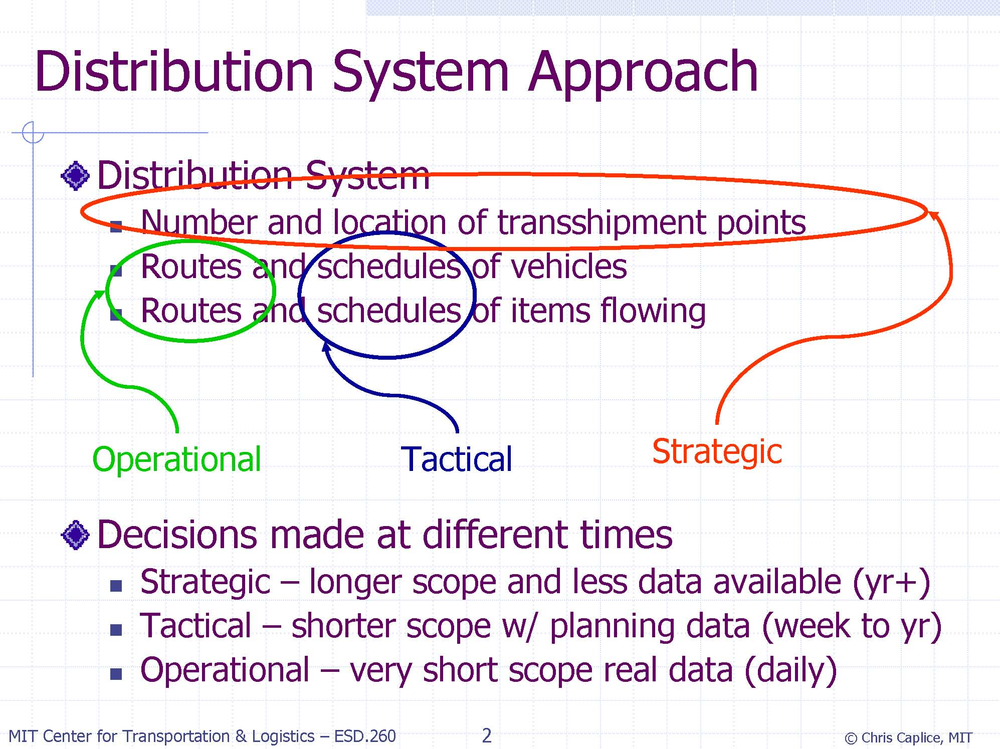 Distribution System Approach
Distribution System
Number and location of transshipment points
Routes and schedules of vehicles
Routes and schedules of items flowing
Operational
Tactical
Strategic
Decisions made at different times
Strategic – longer scope and less data available (yr+)
Tactical – shorter scope w/ planning data (week to yr)
Operational – very short scope real data (daily)
MIT Center for Transportation & Logistics – ESD.260
2
© Chris Caplice, MIT